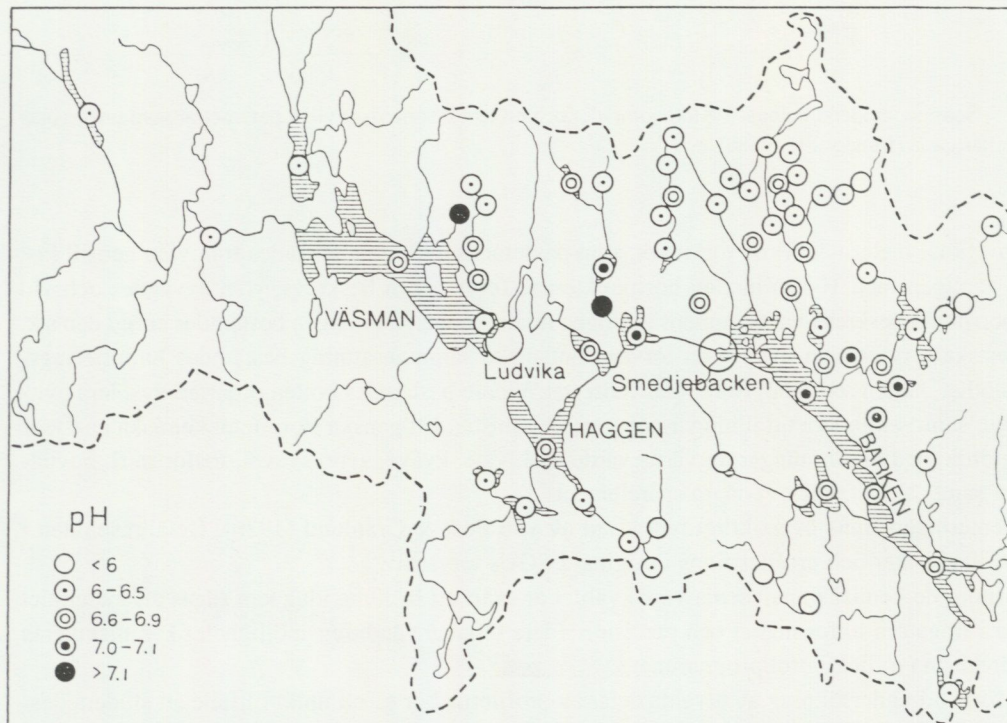 VÄSMAN
Ludvika
Smedjebacken
HAGGEN
BARKEN
pH
< 6
6-6.5
6.6-6.9
7.0-7.1
> 7.1